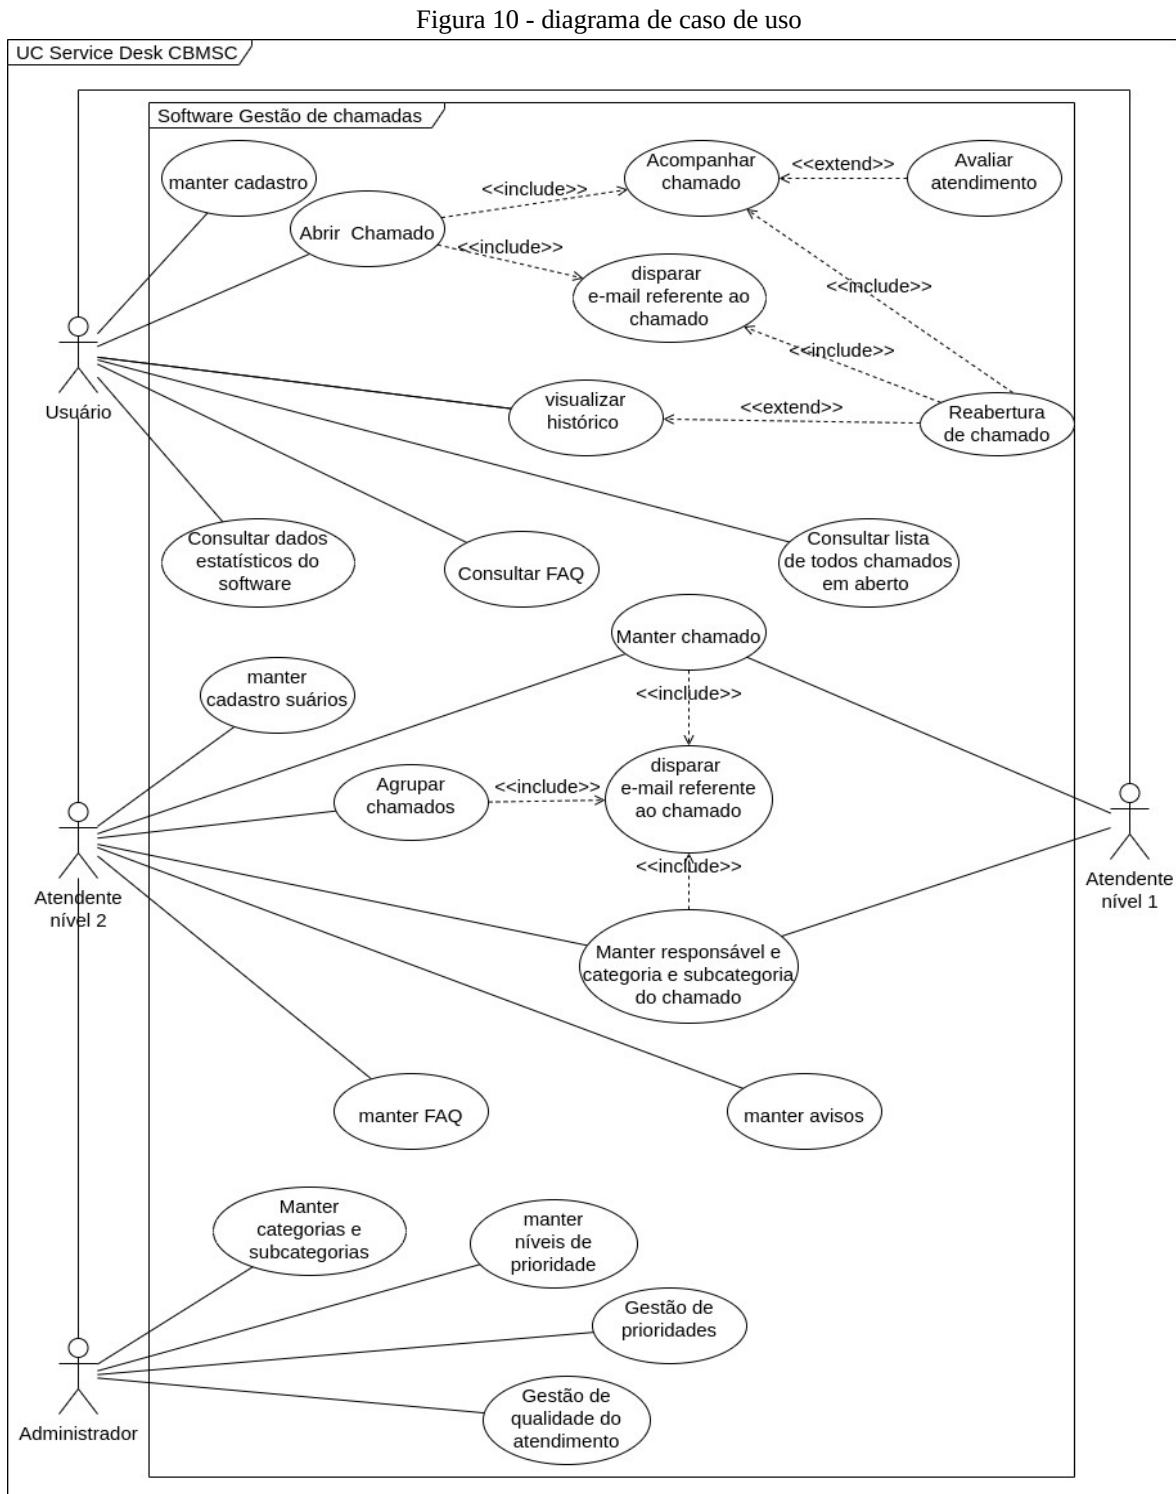 Figura 10 - diagrama de caso de uso
UC Service Desk CBMSC
Software Gestão de chamadas
manter cadastro
Abrir  Chamado
<<include>>
Acompanhar
chamado
<<extend>>
Avaliar
atendimento
<<include>>
disparar
e-mail referente ao
chamado
<<include>>
<<include>>
Usuário
visualizar
histórico
<<extend>>
Reabertura
de chamado
Consultar dados
estatísticos do
software
Consultar FAQ
Consultar lista
de todos chamados
em aberto
Manter chamado
manter
cadastro suários
<<include>>
Agrupar
chamados
<<include>>
disparar
e-mail referente
ao chamado
<<include>>
Atendente
nível 2
Atendente
nível 1
Manter responsável e
categoria e subcategoria
do chamado
manter FAQ
manter avisos
Manter
categorias e
subcategorias
manter
níveis de
prioridade
Gestão de
prioridades
Gestão de
qualidade do
atendimento
Administrador